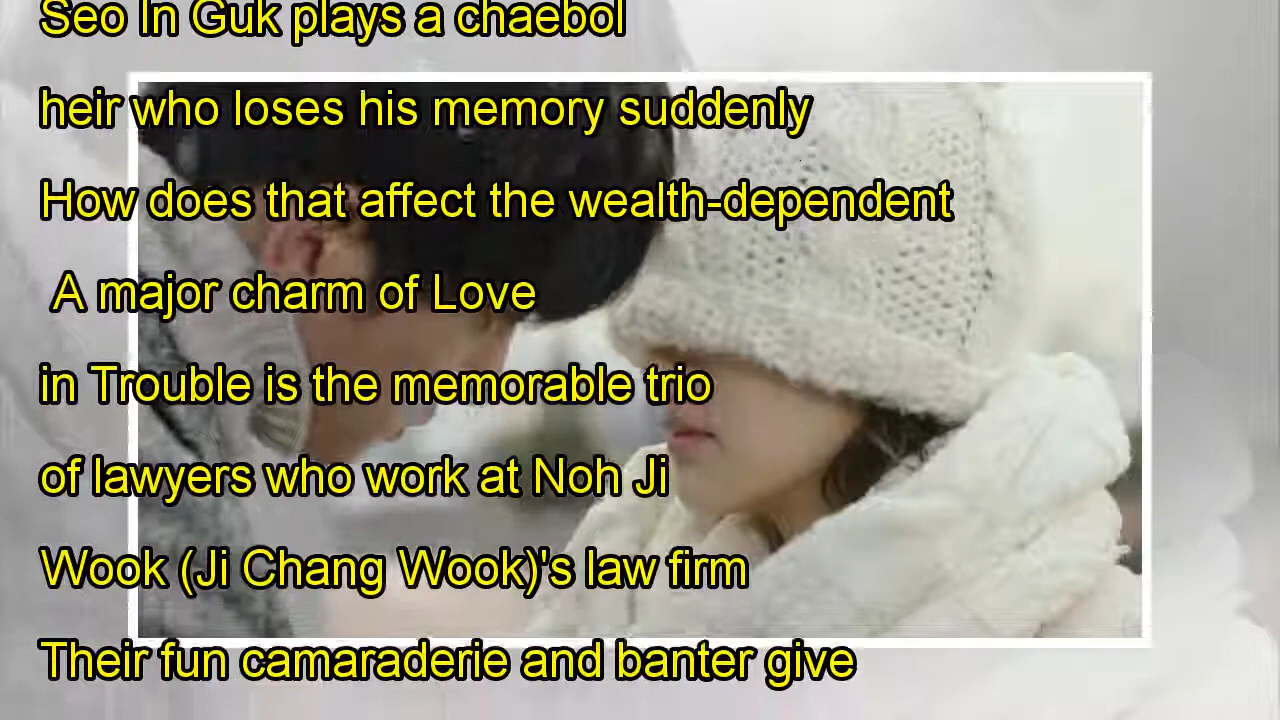 Seo In Guk plays a chaebol
heir who loses his memory suddenly
How does that affect the wealth-dependent
A major charm of Love
in Trouble is the memorable trio
of lawyers who work at Noh Ji
Wook (Ji Chang Wook)'s law firm
Their fun camaraderie and banter give